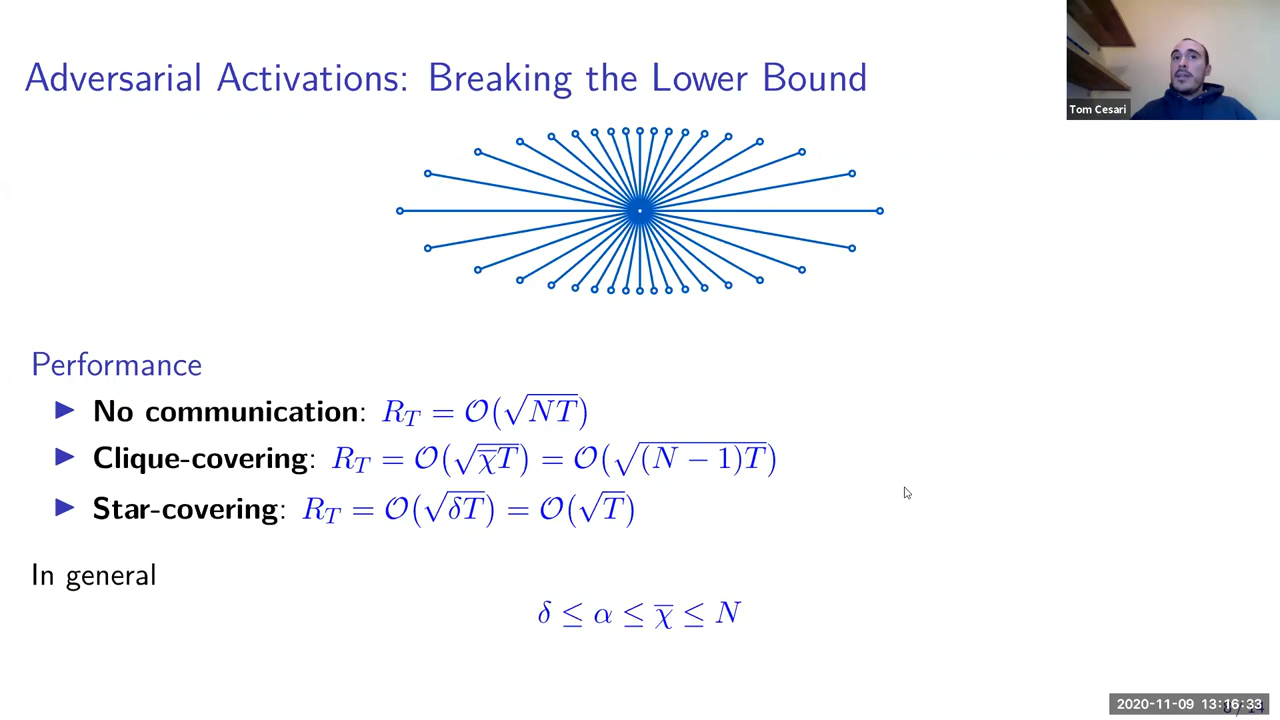 Adversarial Activations: Breaking the Lower Bound
Tom Cesari
Performance
▶ No communication: R_T = 𝒪(√(NT))
▶ Clique-covering: R_T = 𝒪(√(χ̅T)) = 𝒪(√((N − 1)T))
▶ Star-covering: R_T = 𝒪(√(δT)) = 𝒪(√T)
In general
δ ≤ α ≤ χ̅ ≤ N
2020-11-09 13:16:33